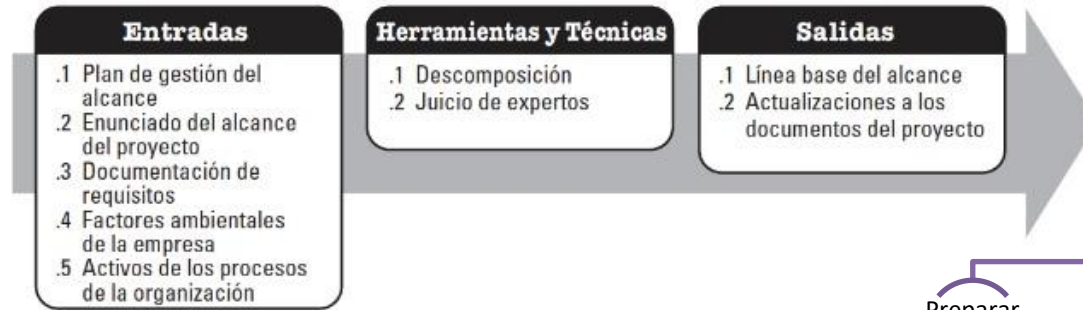 Entradas
.1 Plan de gestión del
alcance
.2 Enunciado del alcance
del proyecto
.3 Documentación de
requisitos
.4 Factores ambientales
de la empresa
.5 Activos de los procesos
de la organización
Herramientas y Técnicas
.1 Descomposición
.2 Juicio de expertos
Salidas
.1 Línea base del alcance
.2 Actualizaciones a los
documentos del proyecto
Preparar